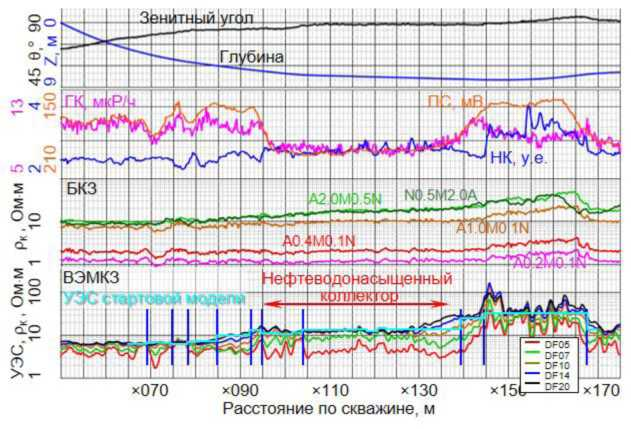 90
Зенитный угол
0
θ,°
Z, м
Глубина
45
9
13
4
150
ГК, мкР/ч
ПС, мВ
НК, у.е.
5
2
210
БКЗ
A2.0M0.5N
N0.5M2.0A
10
A1.0M0.1N
ρк, Ом-м
A0.4M0.1N
1
A0.2M0.1N
ВЭМКЗ
Нефтеводонасыщенный
коллектор
УЭС стартовой модели
100
УЭС, ρк, Ом-м
10
1
DF05
DF07
DF10
DF14
DF20
×070 ×090 ×110 ×130 ×150 ×170
Расстояние по скважине, м